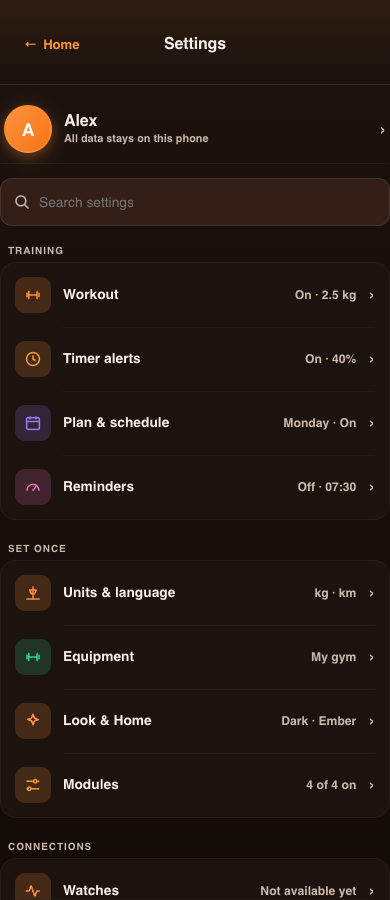 ← Home
Settings
A
Alex
All data stays on this phone
Search settings
TRAINING
Workout
On · 2.5 kg
Timer alerts
On · 40%
Plan & schedule
Monday · On
Reminders
Off · 07:30
SET ONCE
Units & language
kg · km
Equipment
My gym
Look & Home
Dark · Ember
Modules
4 of 4 on
CONNECTIONS
Watches
Not available yet